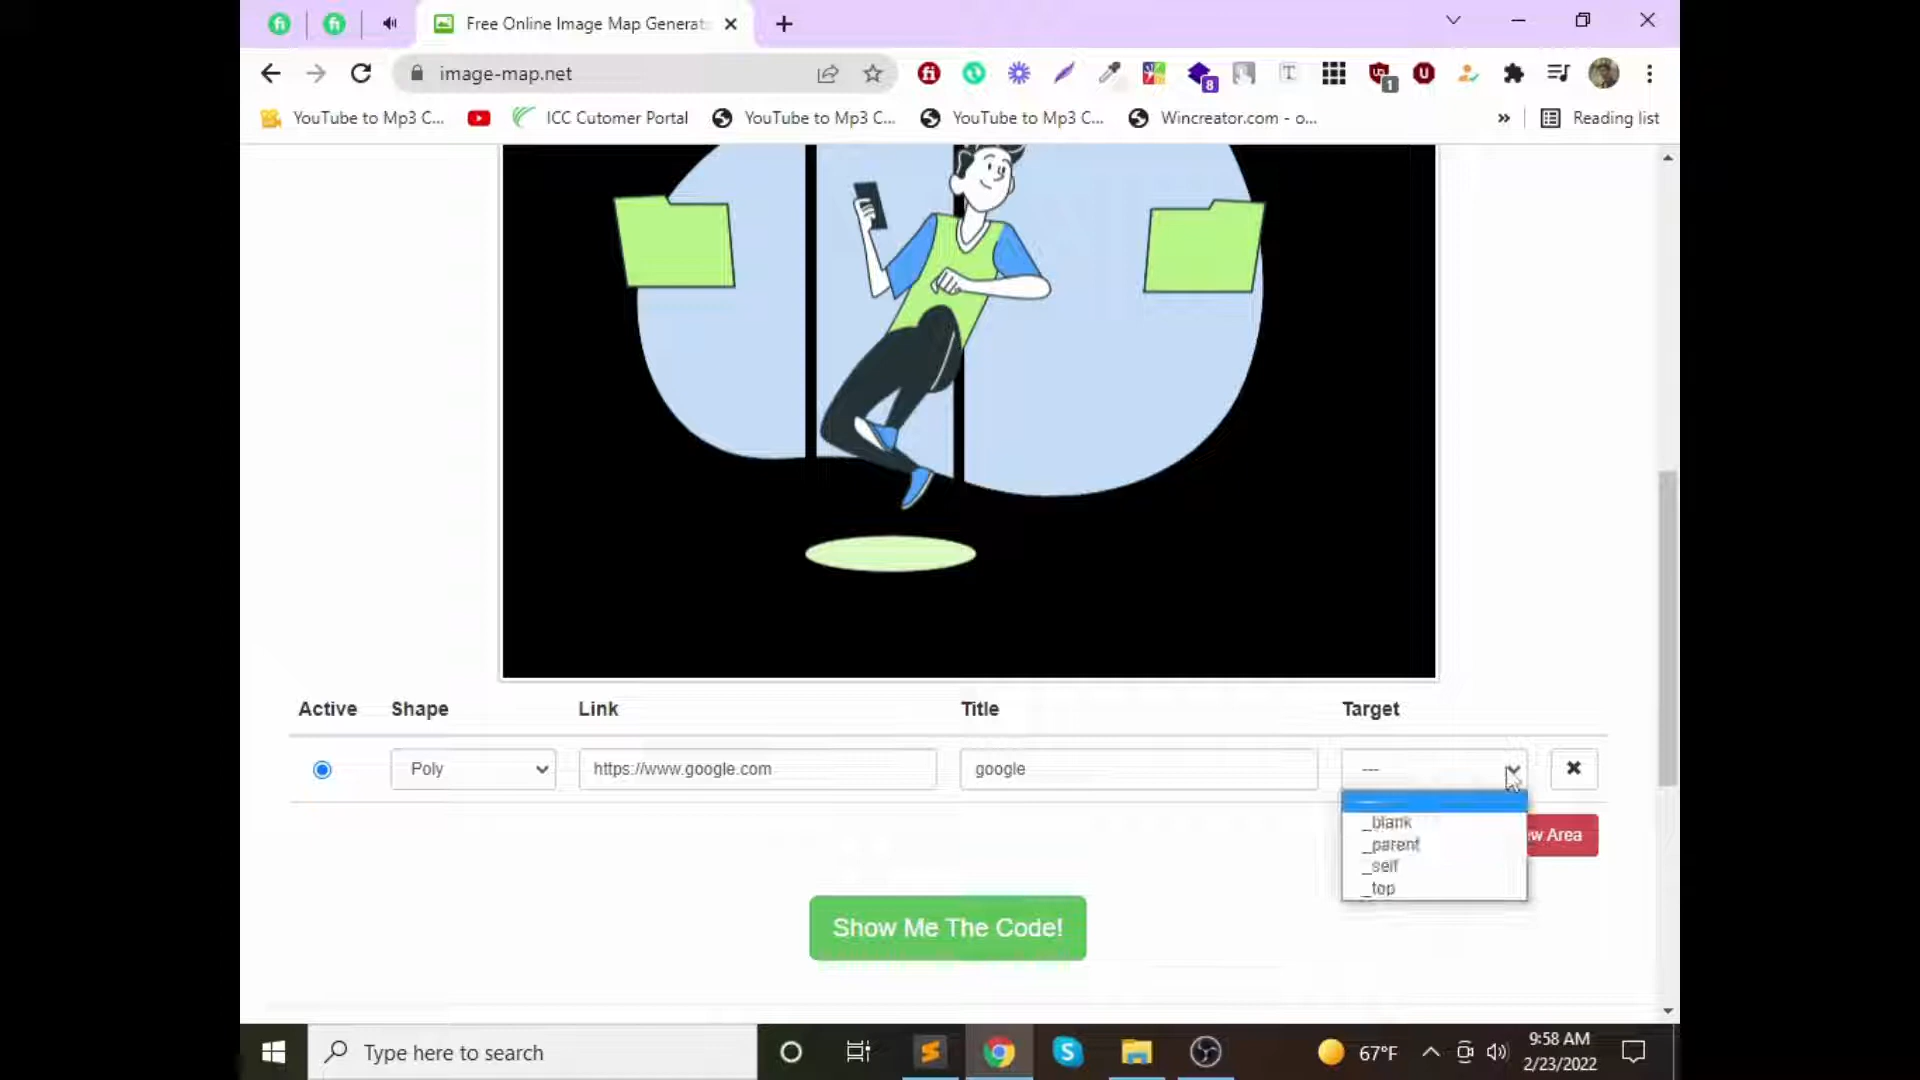 Free Online Image Map Generat
image-map.net
8
T
1
YouTube to Mp3 C...
ICC Cutomer Portal
YouTube to Mp3 C...
YouTube to Mp3 C...
Wincreator.com - o...
»
Reading list
Active
Shape
Link
Title
Target
Poly
https://www.google.com
google
---
_blank
_parent
_self
_top
w Area
Show Me The Code!
Type here to search
67°F
9:58 AM
2/23/2022